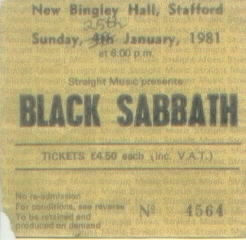 New Bingley Hall, Stafford
25th
Sunday, 4th January, 1981
at 6.00 p.m.
Straight Music presents
BLACK SABBATH
TICKETS £4.50 each (inc. V.A.T.)
No re-admission
For conditions, see reverse
To be retained and
produced on demand
Nº 4564